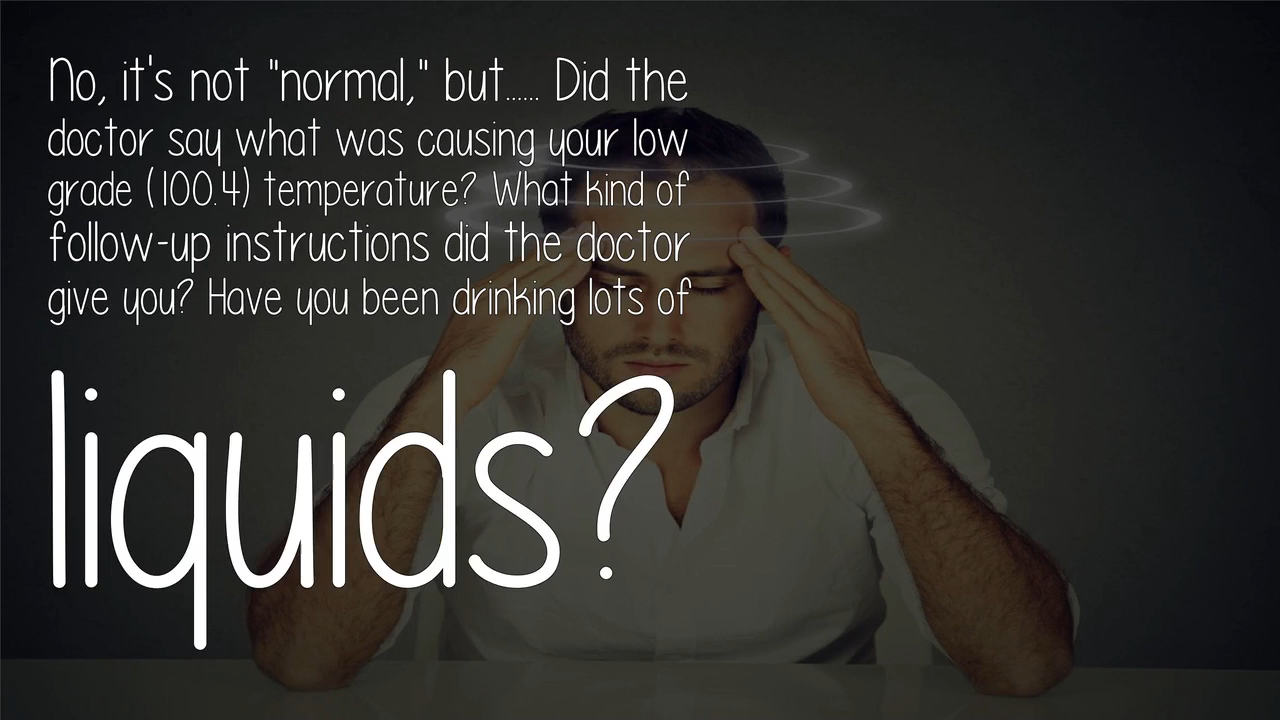 No, it's not "normal," but...... Did the
doctor say what was causing your low
grade (100.4) temperature? What kind of
follow-up instructions did the doctor
give you? Have you been drinking lots of
liquids?